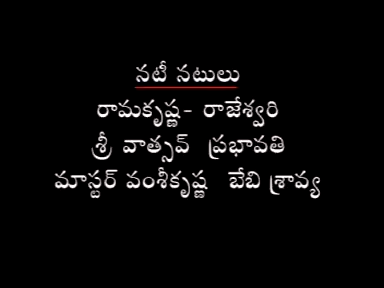 నటీ నటులు
రామకృష్ణ- రాజేశ్వరి
శ్రీ వాత్సవ్ ప్రభావతి
మాస్టర్ వంశీకృష్ణ బేబి శ్రావ్య